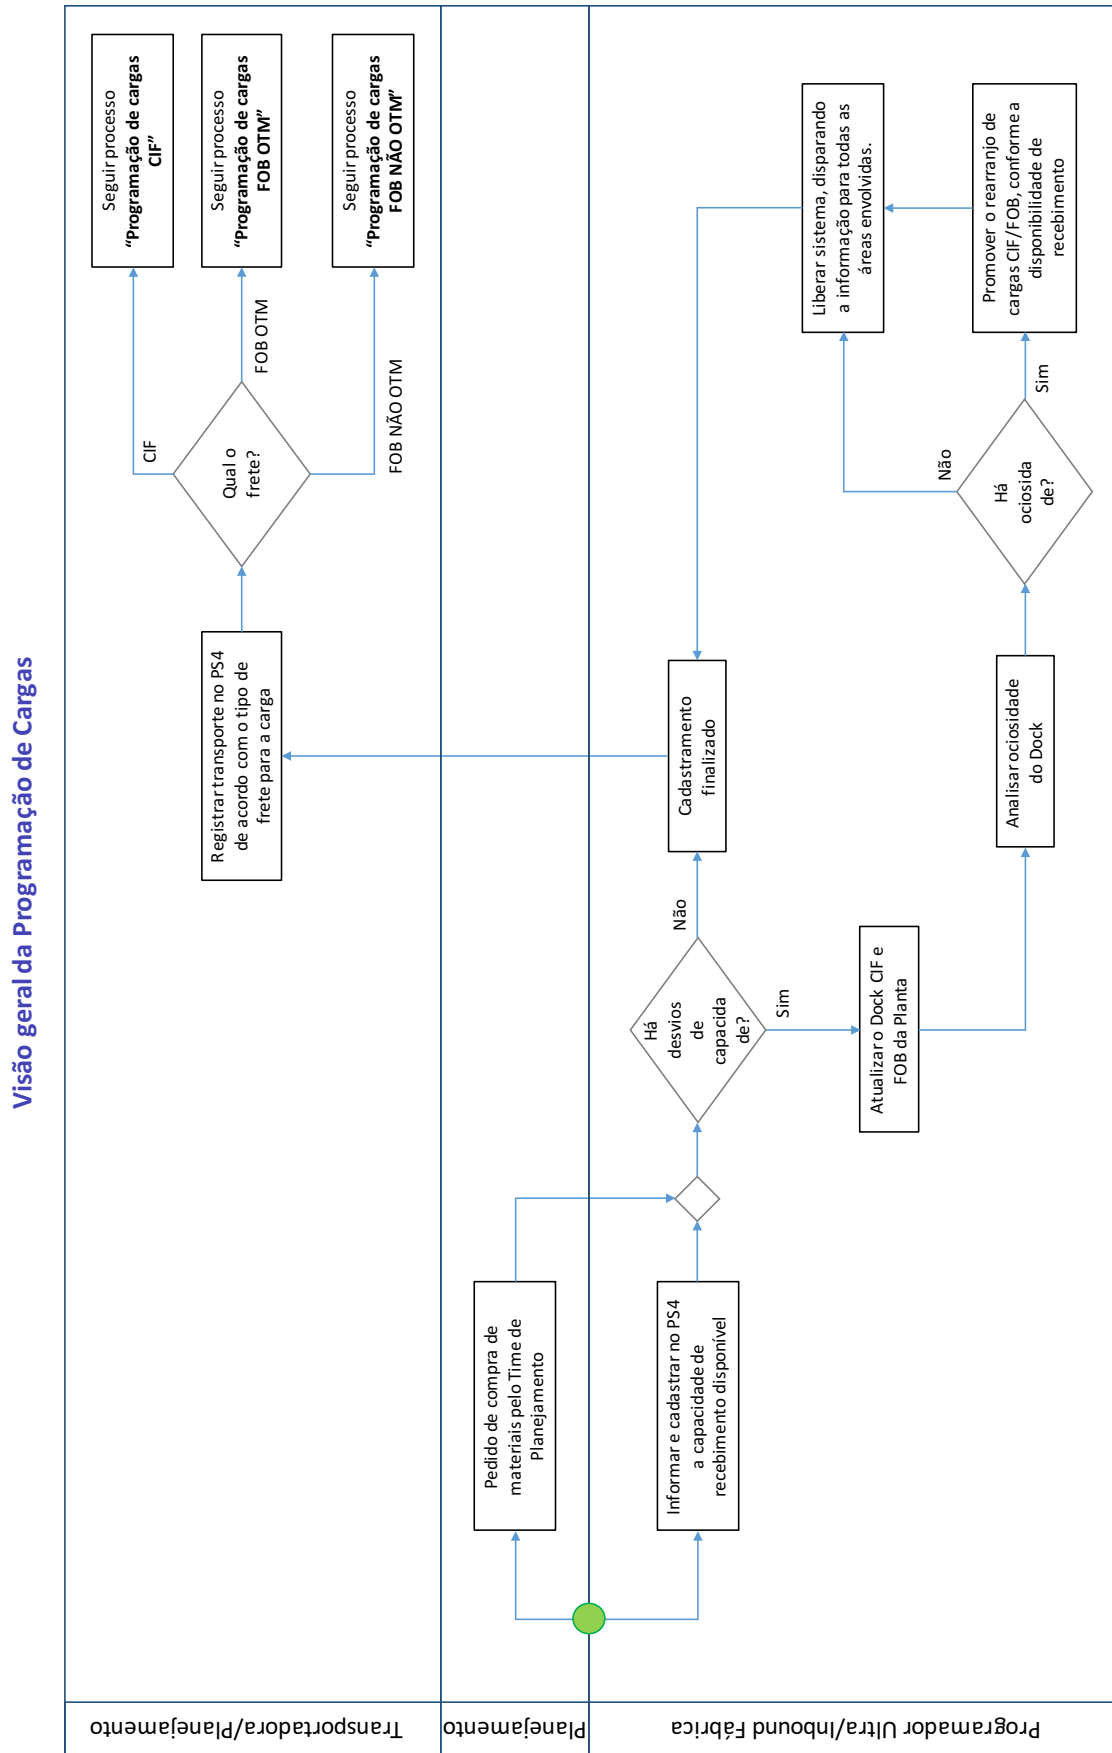 Visão geral da Programação de Cargas
Transportadora/Planejamento
Registrar transporte no PS4
de acordo com o tipo de
frete para a carga
Qual o
frete?
CIF
FOB OTM
FOB NÃO OTM
Seguir processo
“Programação de cargas
CIF”
Seguir processo
“Programação de cargas
FOB OTM”
Seguir processo
“Programação de cargas
FOB NÃO OTM”
Planejamento
Pedido de compra de
materiais pelo Time de
Planejamento
Programador Ultra/Inbound Fábrica
Informar e cadastrar no PS4
a capacidade de
recebimento disponível
Há
desvios
de
capacida
de?
Não
Sim
Cadastramento
finalizado
Atualizar o Dock CIF e
FOB da Planta
Analisar ociosidade
do Dock
Há
ociosida
de?
Não
Sim
Liberar sistema, disparando
a informação para todas as
áreas envolvidas.
Promover o rearranjo de
cargas CIF/FOB, conforme a
disponibilidade de
recebimento